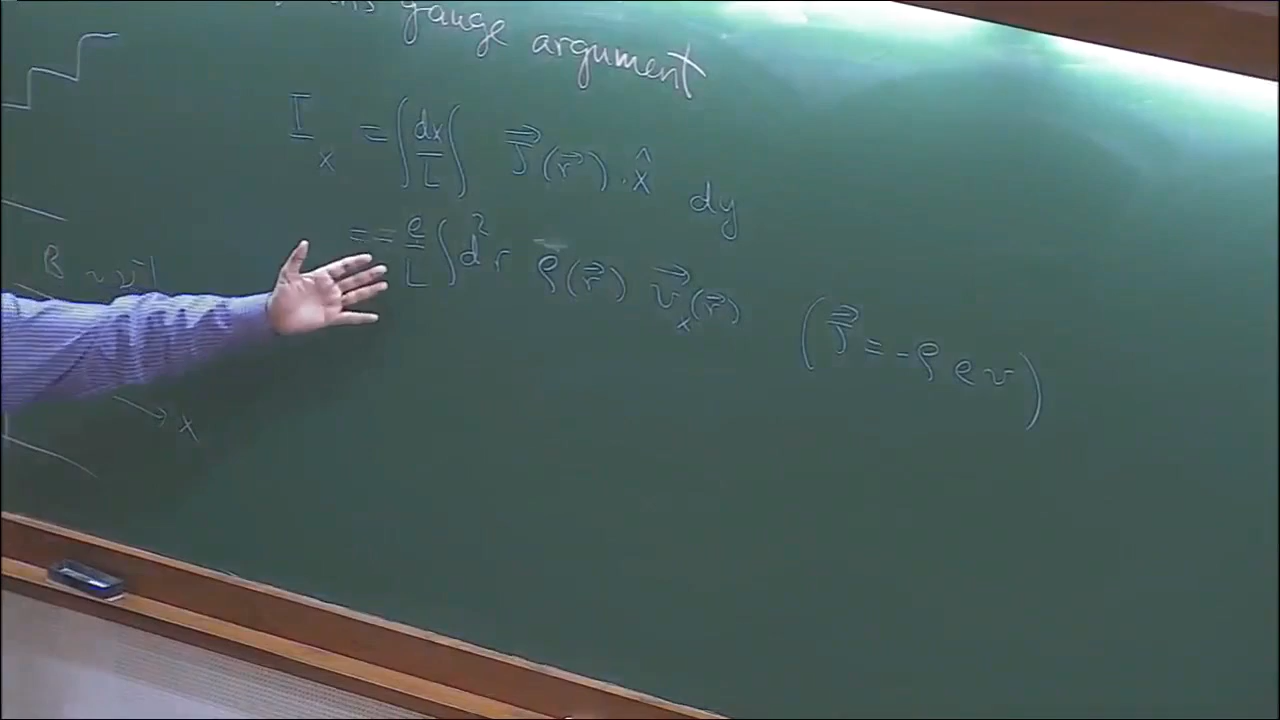 gauge argument
I_x = ∫ dx/L ∫ J⃗(r⃗) · x̂ dy
= = e/L ∫ d²r ρ(r⃗) v⃗_x(r⃗) (J⃗ = -ρ e v)
B ~ ν⁻¹
x